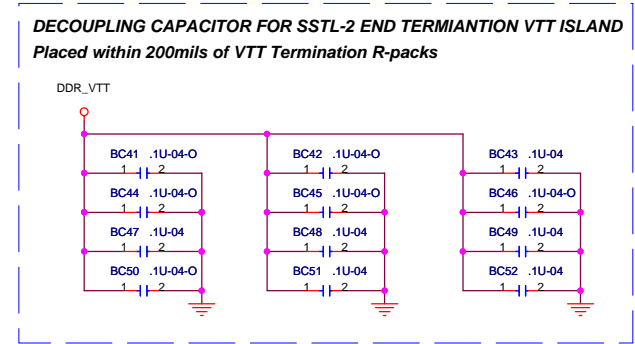 DECOUPLING CAPACITOR FOR SSTL-2 END TERMIANTION VTT ISLAND
Placed within 200mils of VTT Termination R-packs
DDR_VTT
BC41 .1U-04-O BC42 .1U-04-O BC43 .1U-04
1 2 1 2 1 2
BC44 .1U-04-O BC45 .1U-04-O BC46 .1U-04-O
1 2 1 2 1 2
BC47 .1U-04 BC48 .1U-04 BC49 .1U-04
1 2 1 2 1 2
BC50 .1U-04-O BC51 .1U-04 BC52 .1U-04
1 2 1 2 1 2